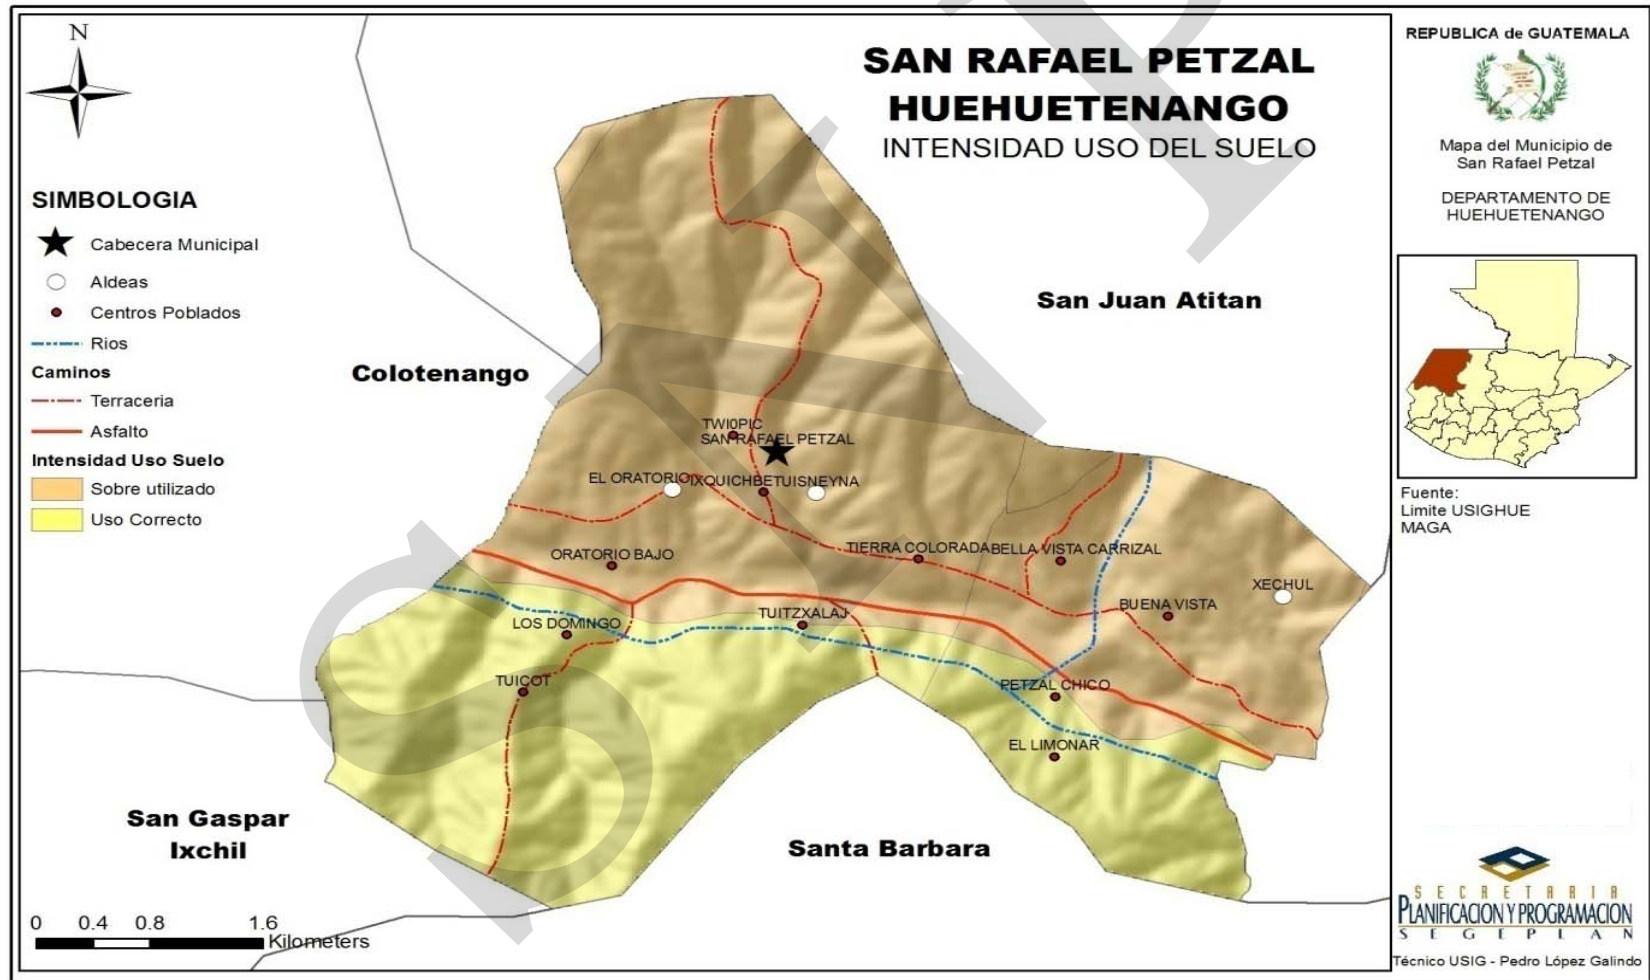 N
SAN RAFAEL PETZAL
HUEHUETENANGO
INTENSIDAD USO DEL SUELO
SIMBOLOGIA
Cabecera Municipal
Aldeas
Centros Poblados
Rios
Caminos
Terraceria
Asfalto
Intensidad Uso Suelo
Sobre utilizado
Uso Correcto
San Juan Atitan
Colotenango
TWI0PIC
SAN RAFAEL PETZAL
EL ORATORIO
IXQUICHBE
TUISNEYNA
ORATORIO BAJO
TIERRA COLORADA
BELLA VISTA CARRIZAL
XECHUL
BUENA VISTA
TUITZXALAJ
LOS DOMINGO
TUICOT
PETZAL CHICO
EL LIMONAR
San Gaspar
Ixchil
Santa Barbara
0 0.4 0.8 1.6
Kilometers
REPUBLICA de GUATEMALA
Mapa del Municipio de
San Rafael Petzal
DEPARTAMENTO DE
HUEHUETENANGO
Fuente:
Limite USIGHUE
MAGA
SECRETARIA
PLANIFICACION Y PROGRAMACION
SEGEPLAN
Técnico USIG - Pedro López Galindo